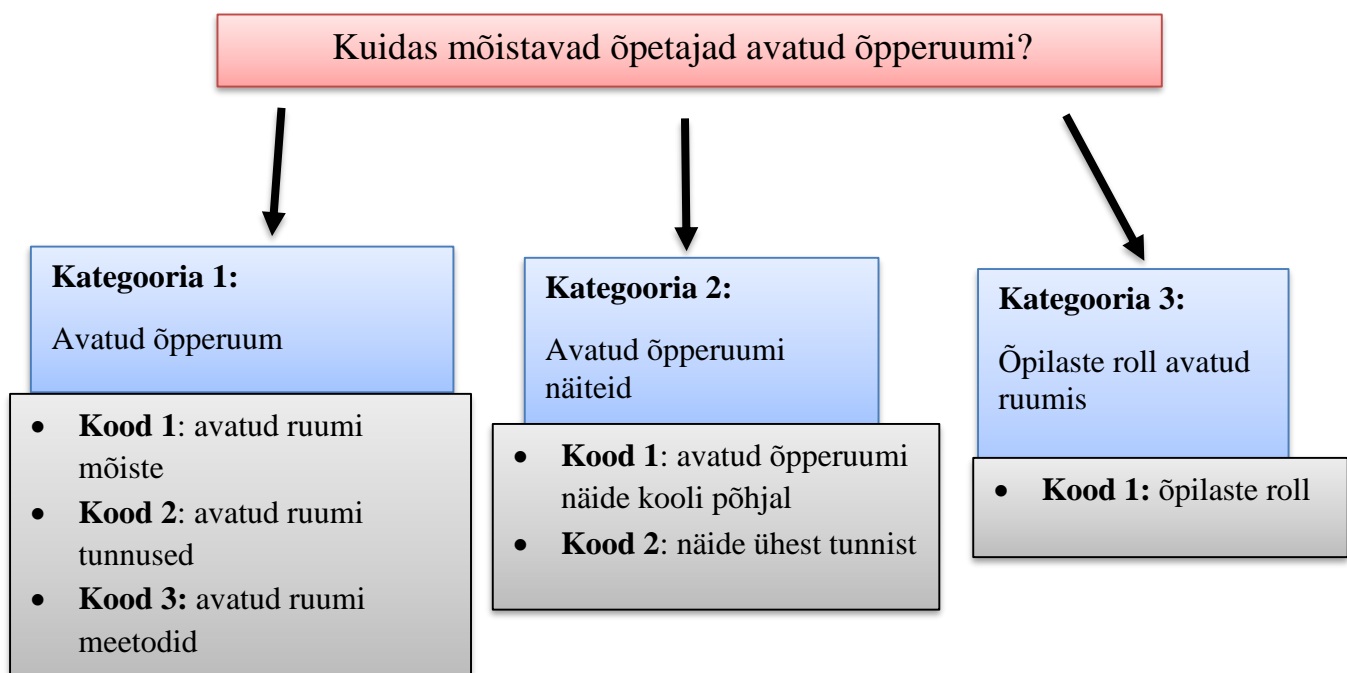 Kuidas mõistavad õpetajad avatud õpperuumi?
Kategooria 1:
Avatud õpperuum
• Kood 1: avatud ruumi
mõiste
• Kood 2: avatud ruumi
tunnused
• Kood 3: avatud ruumi
meetodid
Kategooria 2:
Avatud õpperuumi
näiteid
• Kood 1: avatud õpperuumi
näide kooli põhjal
• Kood 2: näide ühest tunnist
Kategooria 3:
Õpilaste roll avatud
ruumis
• Kood 1: õpilaste roll